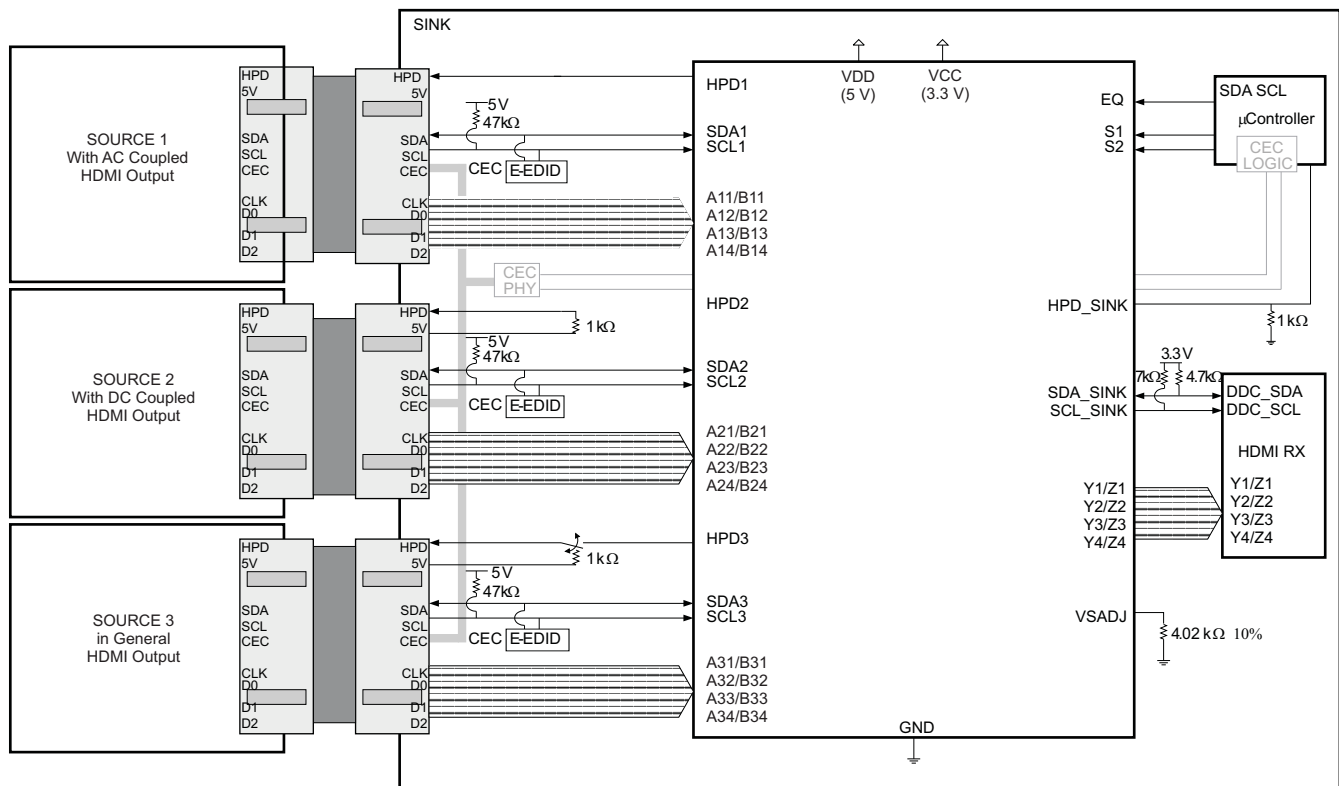 SINK
SOURCE 1
With AC Coupled
HDMI Output
HPD
5V
SDA
SCL
CEC
CLK
D0
D1
D2
HPD
5V
SDA
SCL
CEC
CLK
D0
D1
D2
5V
47kΩ
CEC
E-EDID
HPD1
SDA1
SCL1
A11/B11
A12/B12
A13/B13
A14/B14
CEC
PHY
SOURCE 2
With DC Coupled
HDMI Output
HPD
5V
SDA
SCL
CEC
CLK
D0
D1
D2
HPD
5V
SDA
SCL
CEC
CLK
D0
D1
D2
1kΩ
5V
47kΩ
CEC
E-EDID
HPD2
SDA2
SCL2
A21/B21
A22/B22
A23/B23
A24/B24
SOURCE 3
in General
HDMI Output
HPD
5V
SDA
SCL
CEC
CLK
D0
D1
D2
HPD
5V
SDA
SCL
CEC
CLK
D0
D1
D2
1kΩ
5V
47kΩ
CEC
E-EDID
HPD3
SDA3
SCL3
A31/B31
A32/B32
A33/B33
A34/B34
VDD
(5 V)
VCC
(3.3 V)
GND
EQ
S1
S2
HPD_SINK
SDA_SINK
SCL_SINK
Y1/Z1
Y2/Z2
Y3/Z3
Y4/Z4
VSADJ
SDA SCL
µController
CEC
LOGIC
1kΩ
3.3V
7kΩ
4.7kΩ
DDC_SDA
DDC_SCL
HDMI RX
Y1/Z1
Y2/Z2
Y3/Z3
Y4/Z4
4.02 kΩ 10%